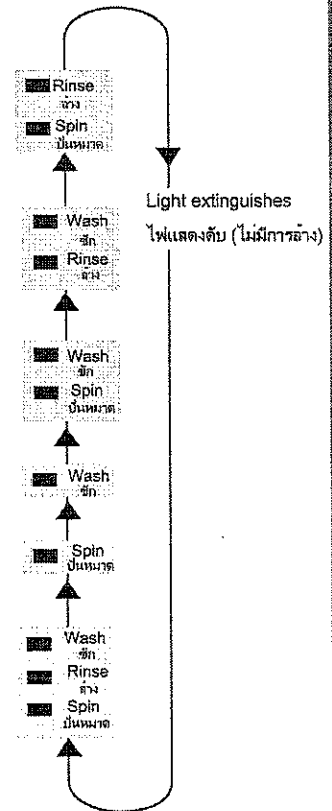 Rinse
ล้าง
Spin
ปั่นหมาด
Light extinguishes
ไฟแสดงดับ (ไม่มีการล้าง)
Wash
ซัก
Rinse
ล้าง
Wash
ซัก
Spin
ปั่นหมาด
Wash
ซัก
Spin
ปั่นหมาด
Wash
ซัก
Rinse
ล้าง
Spin
ปั่นหมาด